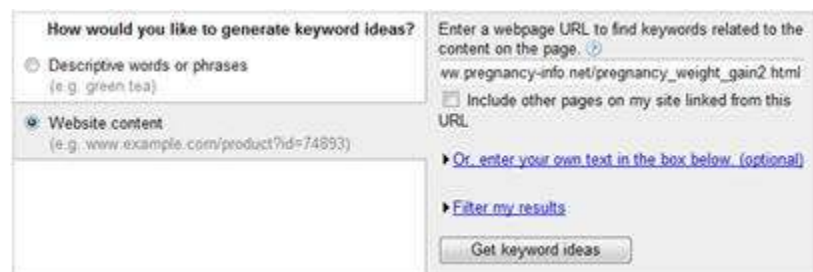 How would you like to generate keyword ideas?
Descriptive words or phrases
(e.g. green tea)
Website content
(e.g. www.example.com/product?id=74893)
Enter a webpage URL to find keywords related to the
content on the page.
vw.pregnancy-info.net/pregnancy_weight_gain2.html
Include other pages on my site linked from this
URL
Or, enter your own text in the box below. (optional)
Filter my results
Get keyword ideas